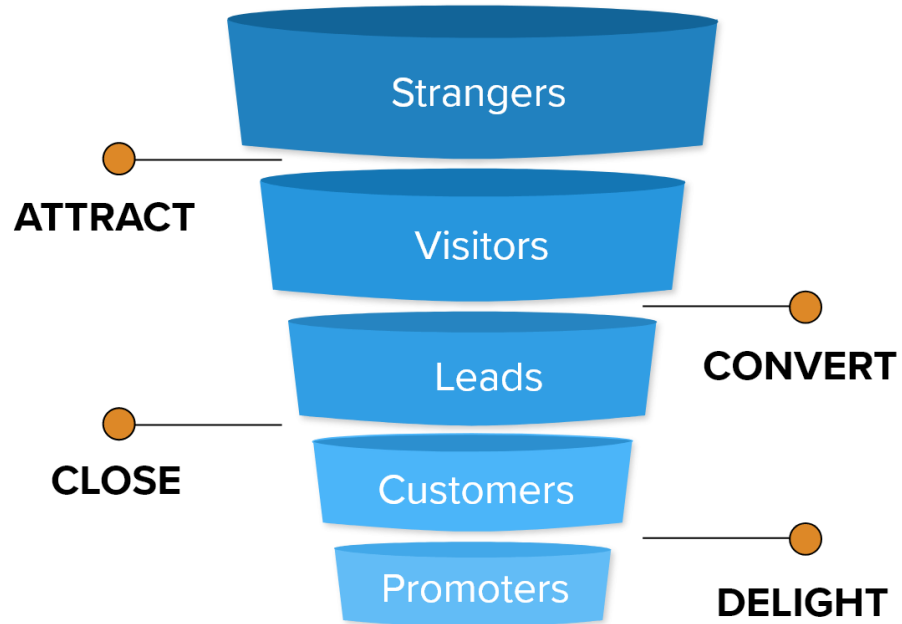 Strangers
ATTRACT
Visitors
CONVERT
Leads
CLOSE
Customers
DELIGHT
Promoters